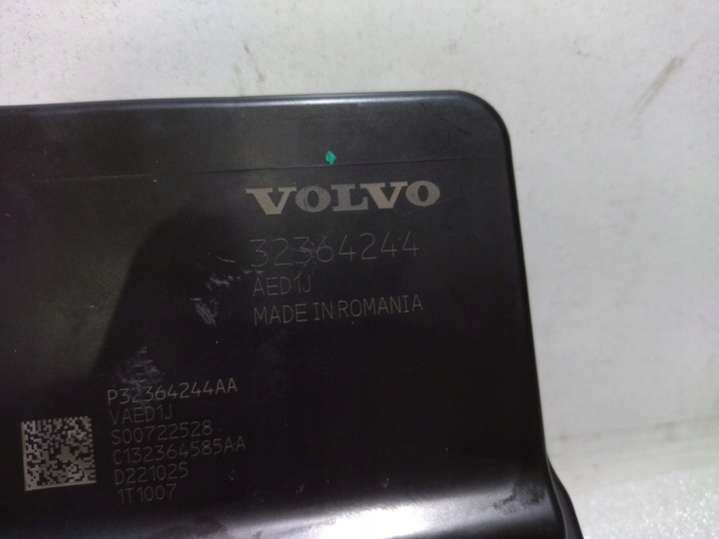 VOLVO
32364244
AED1J
MADE IN ROMANIA
P32364244AA
VAED1J
S00722528
C132364585AA
D221025
1T1007